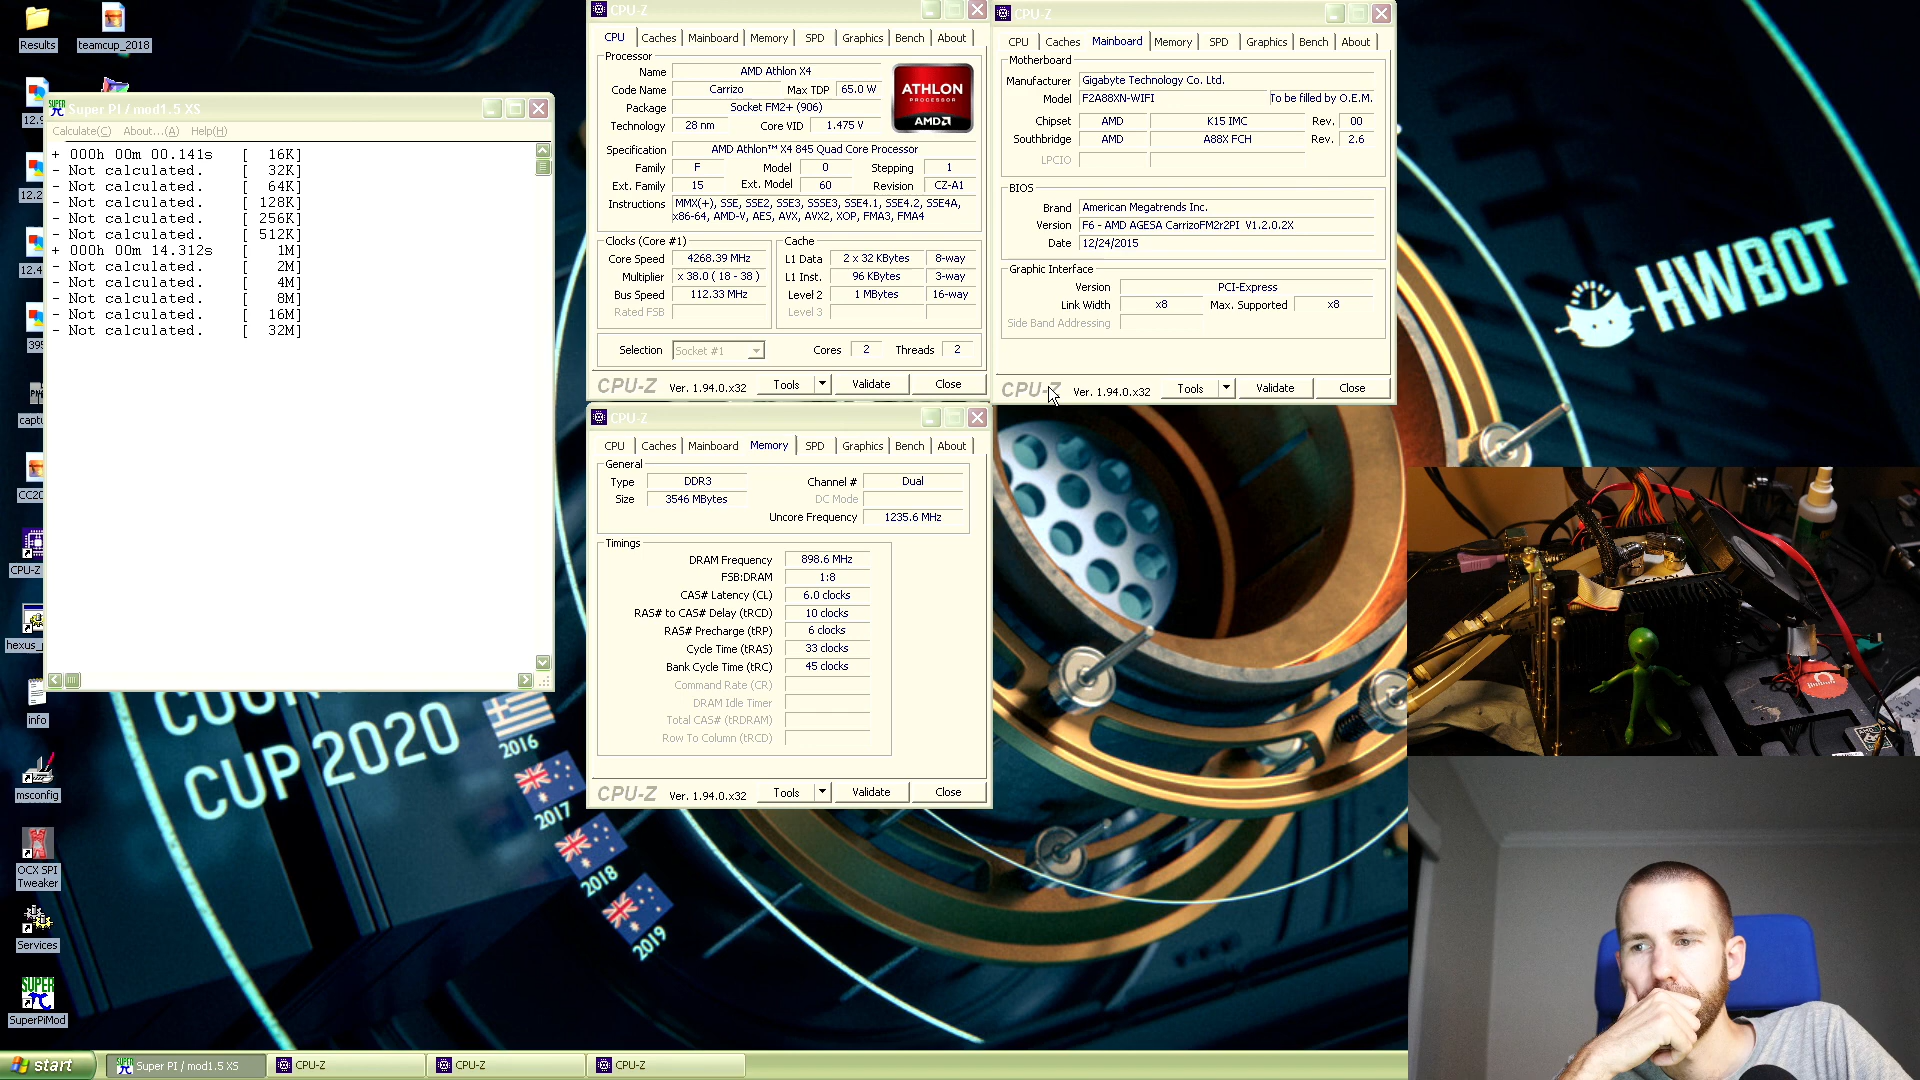 Results
teamcup_2018
12.9
12.2
12.4
395
captu
CC20
CPU-Z
hexus_
info
msconfig
OCX SPI
Tweaker
Services
SUPER
SuperPiMod
SUPER
Super PI / mod1.5 XS
Calculate(C) About...(A) Help(H)
+ 000h 00m 00.141s [ 16K]
- Not calculated. [ 32K]
- Not calculated. [ 64K]
- Not calculated. [ 128K]
- Not calculated. [ 256K]
- Not calculated. [ 512K]
+ 000h 00m 14.312s [ 1M]
- Not calculated. [ 2M]
- Not calculated. [ 4M]
- Not calculated. [ 8M]
- Not calculated. [ 16M]
- Not calculated. [ 32M]
CPU-Z
CPU Caches Mainboard Memory SPD Graphics Bench About
Processor
Name AMD Athlon X4
Code Name Carrizo Max TDP 65.0 W
Package Socket FM2+ (906)
Technology 28 nm Core VID 1.475 V
ATHLON
PROCESSOR
AMD
Specification AMD Athlon™ X4 845 Quad Core Processor
Family F Model 0 Stepping 1
Ext. Family 15 Ext. Model 60 Revision CZ-A1
Instructions MMX(+), SSE, SSE2, SSE3, SSSE3, SSE4.1, SSE4.2, SSE4A,
x86-64, AMD-V, AES, AVX, AVX2, XOP, FMA3, FMA4
Clocks (Core #1)
Core Speed 4268.39 MHz
Multiplier x 38.0 ( 18 - 38 )
Bus Speed 112.33 MHz
Rated FSB
Cache
L1 Data 2 x 32 KBytes 8-way
L1 Inst. 96 KBytes 3-way
Level 2 1 MBytes 16-way
Level 3
Selection Socket #1 Cores 2 Threads 2
CPU-Z Ver. 1.94.0.x32 Tools Validate Close
CPU-Z
CPU Caches Mainboard Memory SPD Graphics Bench About
Motherboard
Manufacturer Gigabyte Technology Co. Ltd.
Model F2A88XN-WIFI To be filled by O.E.M.
Chipset AMD K15 IMC Rev. 00
Southbridge AMD A88X FCH Rev. 2.6
LPCIO
BIOS
Brand American Megatrends Inc.
Version F6 - AMD AGESA CarrizoFM2r2PI V1.2.0.2X
Date 12/24/2015
Graphic Interface
Version PCI-Express
Link Width x8 Max. Supported x8
Side Band Addressing
CPU-Z Ver. 1.94.0.x32 Tools Validate Close
CPU-Z
CPU Caches Mainboard Memory SPD Graphics Bench About
General
Type DDR3 Channel # Dual
Size 3546 MBytes DC Mode
Uncore Frequency 1235.6 MHz
Timings
DRAM Frequency 898.6 MHz
FSB:DRAM 1:8
CAS# Latency (CL) 6.0 clocks
RAS# to CAS# Delay (tRCD) 10 clocks
RAS# Precharge (tRP) 6 clocks
Cycle Time (tRAS) 33 clocks
Bank Cycle Time (tRC) 45 clocks
Command Rate (CR)
DRAM Idle Timer
Total CAS# (tRDRAM)
Row To Column (tRCD)
CPU-Z Ver. 1.94.0.x32 Tools Validate Close
HWBOT
CUP 2020
2016
2017
2018
2019
start
Super PI / mod1.5 XS
CPU-Z
CPU-Z
CPU-Z